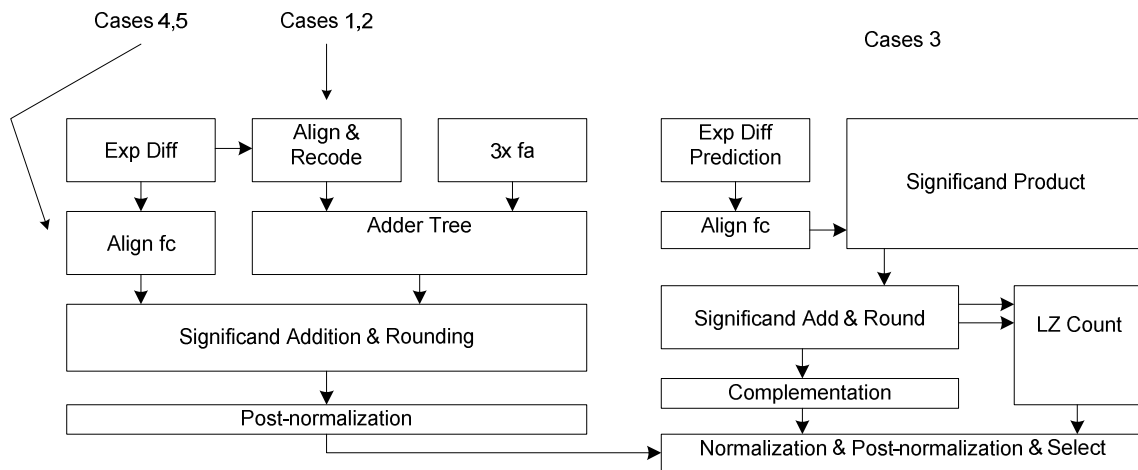 Cases 4,5
Cases 1,2
Cases 3
Exp Diff
Align &
Recode
3x fa
Exp Diff
Prediction
Significand Product
Align fc
Adder Tree
Align fc
Significand Addition & Rounding
Significand Add & Round
LZ Count
Post-normalization
Complementation
Normalization & Post-normalization & Select